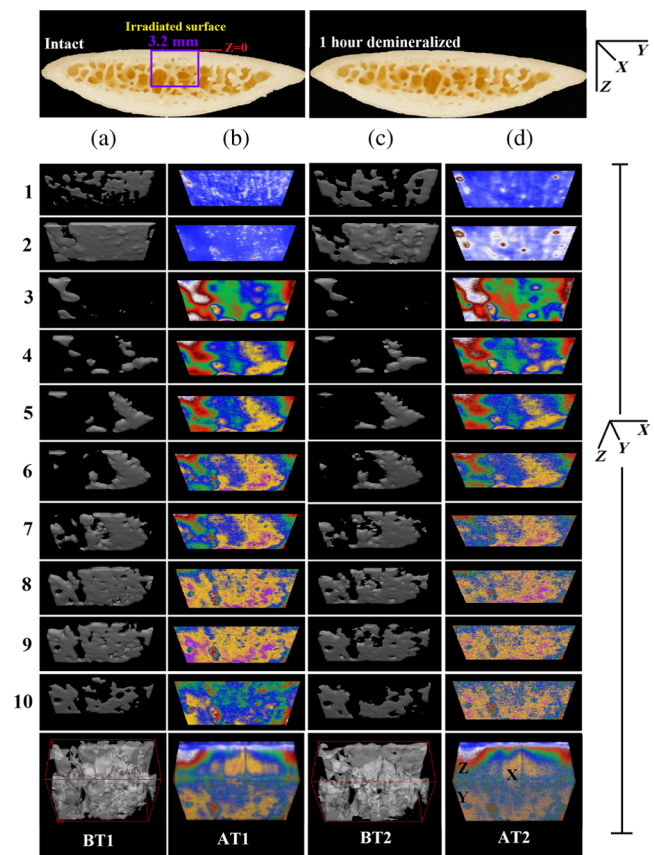 Irradiated surface
Intact
3.2 mm
Z=0
1 hour demineralized
Y
X
Z
(a) (b) (c) (d)
1
2
3
4
5
6
7
8
9
10
X
Y
Z
Z
X
Y
BT1 AT1 BT2 AT2